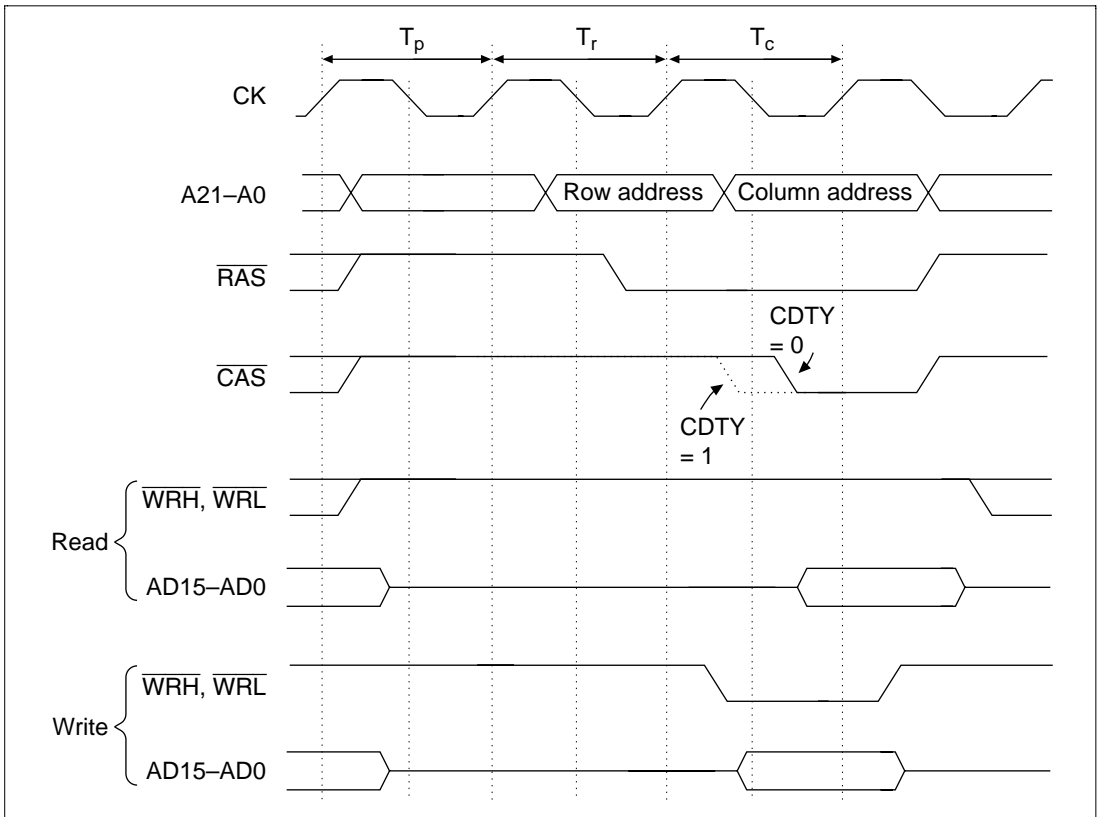 Tp Tr Tc
CK
A21–A0 Row address Column address
RAS
CDTY
= 0
CAS
CDTY
= 1
WRH, WRL
Read
AD15–AD0
WRH, WRL
Write
AD15–AD0